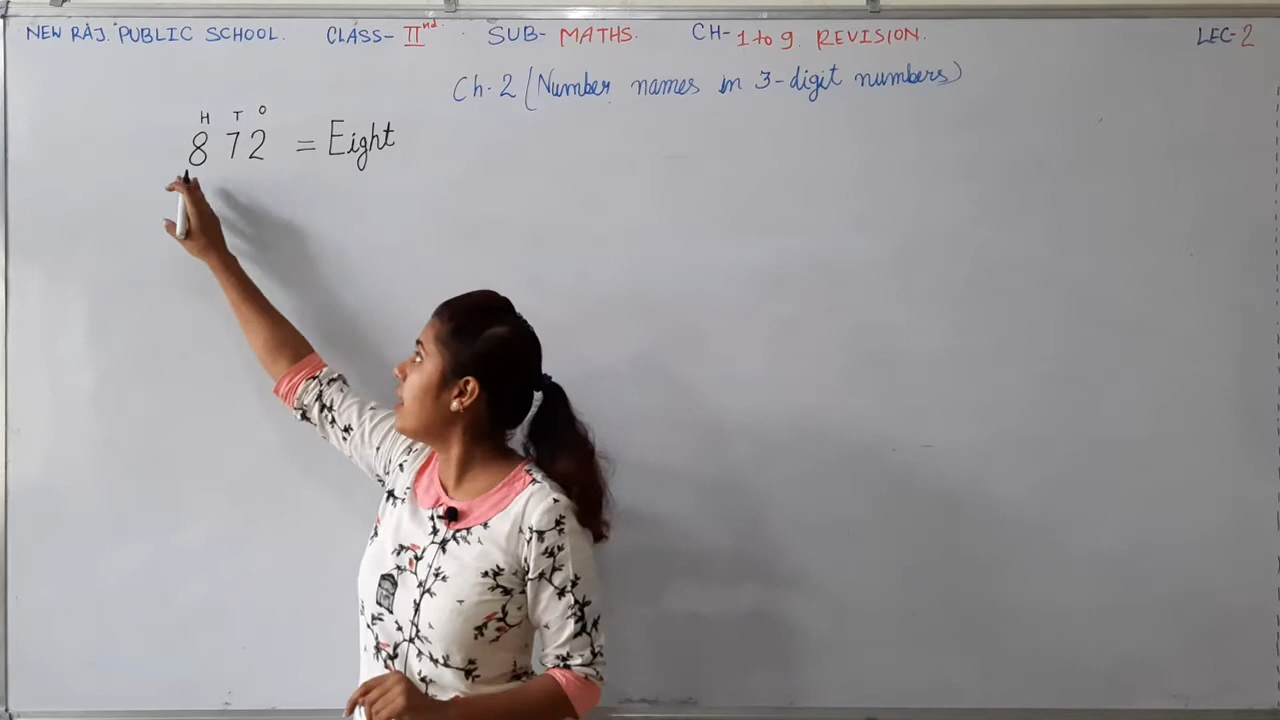 NEW RAJ. PUBLIC SCHOOL. CLASS- IInd. SUB- MATHS. CH- 1 to 9 REVISION. LEC-2
Ch. 2 (Number names in 3-digit numbers)
H T O
8 7 2 = Eight